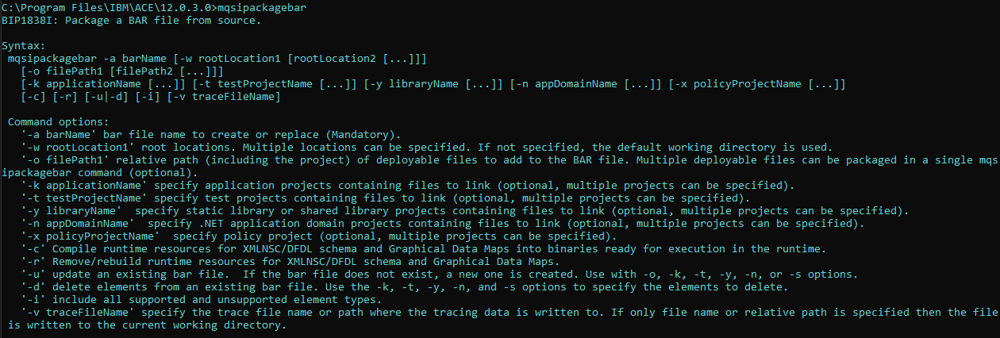 C:\Program Files\IBM\ACE\12.0.3.0>mqsipackagebar
BIP1838I: Package a BAR file from source.
Syntax:
mqsipackagebar -a barName [-w rootLocation1 [rootLocation2 [...]]]
[-o filePath1 [filePath2 [...]]]
[-k applicationName [...]] [-t testProjectName [...]] [-y libraryName [...]] [-n appDomainName [...]] [-x policyProjectName [...]]
[-c] [-r] [-u|-d] [-i] [-v traceFileName]
Command options:
'-a barName' bar file name to create or replace (Mandatory).
'-w rootLocation1' root locations. Multiple locations can be specified. If not specified, the default working directory is used.
'-o filePath1' relative path (including the project) of deployable files to add to the BAR file. Multiple deployable files can be packaged in a single mqs
ipackagebar command (optional).
'-k applicationName' specify application projects containing files to link (optional, multiple projects can be specified).
'-t testProjectName' specify test projects containing files to link (optional, multiple projects can be specified).
'-y libraryName'  specify static library or shared library projects containing files to link (optional, multiple projects can be specified).
'-n appDomainName'  specify .NET application domain projects containing files to link (optional, multiple projects can be specified).
'-x policyProjectName'  specify policy project (optional, multiple projects can be specified).
'-c' Compile runtime resources for XMLNSC/DFDL schema and Graphical Data Maps into binaries ready for execution in the runtime.
'-r' Remove/rebuild runtime resources for XMLNSC/DFDL schema and Graphical Data Maps.
'-u' update an existing bar file.  If the bar file does not exist, a new one is created. Use with -o, -k, -t, -y, -n, or -s options.
'-d' delete elements from an existing bar file. Use the -k, -t, -y, -n, and -s options to specify the elements to delete.
'-i' include all supported and unsupported element types.
'-v traceFileName' specify the trace file name or path where the tracing data is written to. If only file name or relative path is specified then the file
is written to the current working directory.